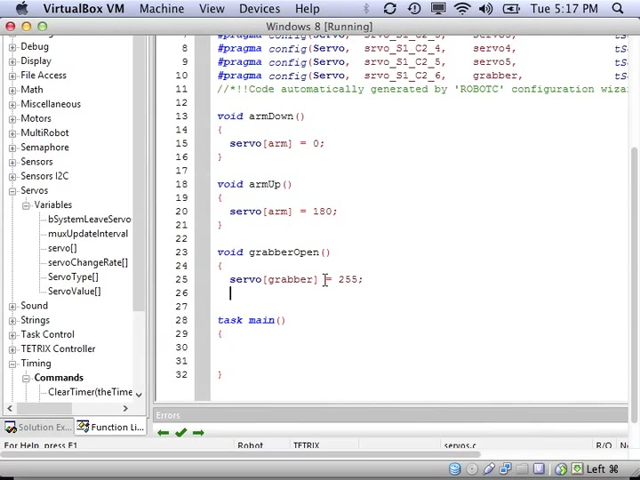 VirtualBox VM Machine View Devices Help Tue 5:17 PM
Windows 8 [Running]
Debug
Display
File Access
Math
Miscellaneous
Motors
MultiRobot
Semaphore
Sensors
Sensors I2C
Servos
Variables
bSystemLeaveServo
muxUpdateInterval
servo[]
servoChangeRate[]
ServoType[]
ServoValue[]
Sound
Strings
Task Control
TETRIX Controller
Timing
Commands
ClearTimer(theTime
Solution Ex... Function Li...
8 #pragma config(Servo, srvo_S1_C2_4, servo4, tS
9 #pragma config(Servo, srvo_S1_C2_5, servo5, tS
10 #pragma config(Servo, srvo_S1_C2_6, grabber, tS
11 //*!!Code automatically generated by 'ROBOTC' configuration wiza
12
13 void armDown()
14 {
15 servo[arm] = 0;
16 }
17
18 void armUp()
19 {
20 servo[arm] = 180;
21 }
22
23 void grabberOpen()
24 {
25 servo[grabber] = 255;
26
27
28 task main()
29 {
30
31
32 }
Errors
For Help, press F1 Robot TETRIX servos.c R/O N
Left ⌘